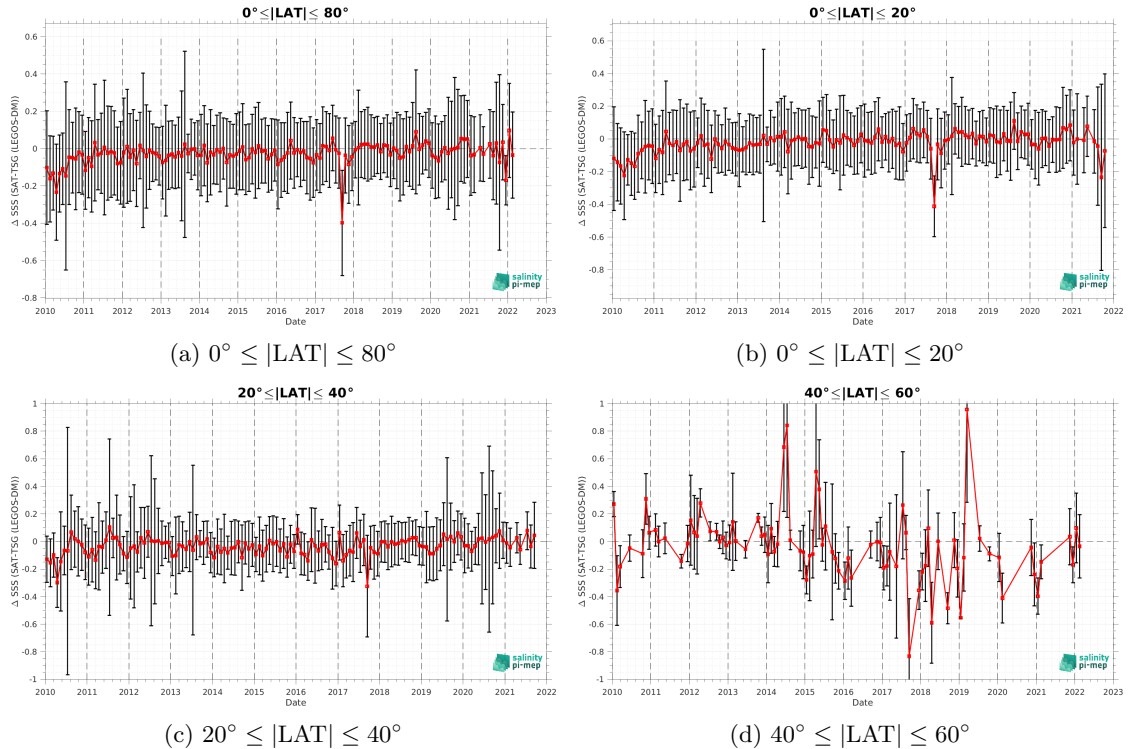 0°≤|LAT|≤ 80°
0.6
0.4
0.2
0
-0.2
-0.4
-0.6
-0.8
Δ SSS (SAT-TSG (LEGOS-DM))
2010 2011 2012 2013 2014 2015 2016 2017 2018 2019 2020 2021 2022 2023
Date
salinity
pi-mep
(a) 0° ≤ |LAT| ≤ 80°
0°≤|LAT|≤ 20°
0.6
0.4
0.2
0
-0.2
-0.4
-0.6
-0.8
Δ SSS (SAT-TSG (LEGOS-DM))
2010 2011 2012 2013 2014 2015 2016 2017 2018 2019 2020 2021 2022
Date
salinity
pi-mep
(b) 0° ≤ |LAT| ≤ 20°
20°≤|LAT|≤ 40°
1
0.8
0.6
0.4
0.2
0
-0.2
-0.4
-0.6
-0.8
-1
Δ SSS (SAT-TSG (LEGOS-DM))
2010 2011 2012 2013 2014 2015 2016 2017 2018 2019 2020 2021 2022
Date
salinity
pi-mep
(c) 20° ≤ |LAT| ≤ 40°
40°≤|LAT|≤ 60°
1
0.8
0.6
0.4
0.2
0
-0.2
-0.4
-0.6
-0.8
-1
Δ SSS (SAT-TSG (LEGOS-DM))
2010 2011 2012 2013 2014 2015 2016 2017 2018 2019 2020 2021 2022 2023
Date
salinity
pi-mep
(d) 40° ≤ |LAT| ≤ 60°